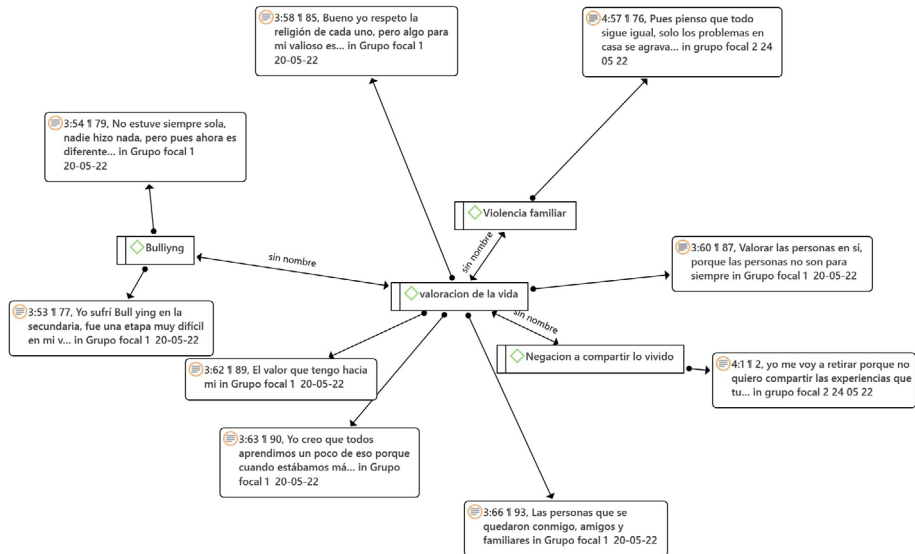 3:58 ¶ 85, Bueno yo respeto la
religión de cada uno, pero algo para
mi valioso es... in Grupo focal 1
20-05-22
4:57 ¶ 76, Pues pienso que todo
sigue igual, solo los problemas en
casa se agrava... in grupo focal 2 24
05 22
3:54 ¶ 79, No estuve siempre sola,
nadie hizo nada, pero pues ahora es
diferente... in Grupo focal 1
20-05-22
Violencia familiar
Bulliyng
sin nombre
sin nombre
3:60 ¶ 87, Valorar las personas en sí,
porque las personas no son para
siempre in Grupo focal 1 20-05-22
valoracion de la vida
3:53 ¶ 77, Yo sufrí Bull ying en la
secundaria, fue una etapa muy difícil
en mi v... in Grupo focal 1 20-05-22
sin nombre
Negacion a compartir lo vivido
3:62 ¶ 89, El valor que tengo hacia
mi in Grupo focal 1 20-05-22
4:1 ¶ 2, yo me voy a retirar porque no
quiero compartir las experiencias que
tu... in grupo focal 2 24 05 22
3:63 ¶ 90, Yo creo que todos
aprendimos un poco de eso porque
cuando estábamos má... in Grupo
focal 1 20-05-22
3:66 ¶ 93, Las personas que se
quedaron conmigo, amigos y
familiares in Grupo focal 1 20-05-22